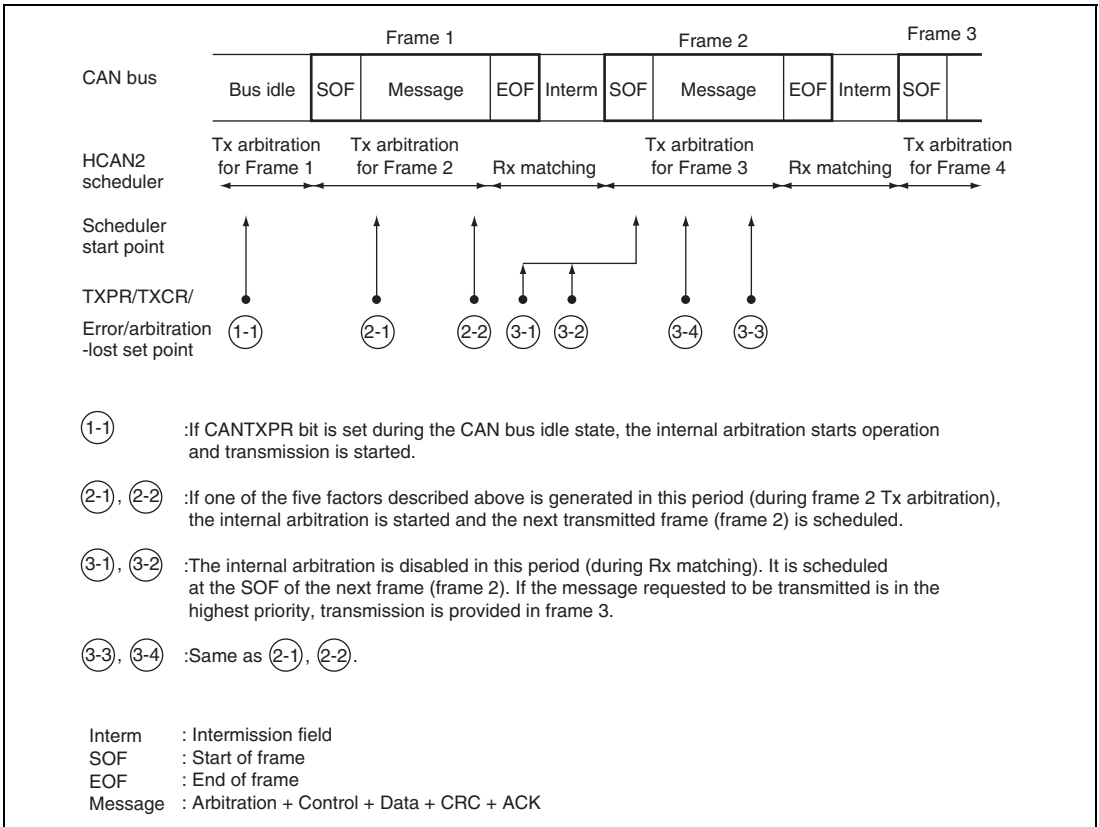 Frame 1 Frame 2 Frame 3
CAN bus Bus idle SOF Message EOF Interm SOF Message EOF Interm SOF
Tx arbitration Tx arbitration Tx arbitration Tx arbitration
HCAN2 for Frame 1 for Frame 2 Rx matching for Frame 3 Rx matching for Frame 4
scheduler
Scheduler
start point
TXPR/TXCR/
Error/arbitration 1-1 2-1 2-2 3-1 3-2 3-4 3-3
-lost set point
1-1 :If CANTXPR bit is set during the CAN bus idle state, the internal arbitration starts operation
and transmission is started.
2-1, 2-2 :If one of the five factors described above is generated in this period (during frame 2 Tx arbitration),
the internal arbitration is started and the next transmitted frame (frame 2) is scheduled.
3-1, 3-2 :The internal arbitration is disabled in this period (during Rx matching). It is scheduled
at the SOF of the next frame (frame 2). If the message requested to be transmitted is in the
highest priority, transmission is provided in frame 3.
3-3, 3-4 :Same as 2-1, 2-2.
Interm : Intermission field
SOF : Start of frame
EOF : End of frame
Message : Arbitration + Control + Data + CRC + ACK